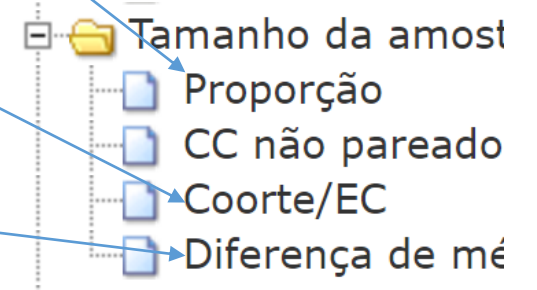 Tamanho da amost
Proporção
CC não pareado
Coorte/EC
Diferença de mé